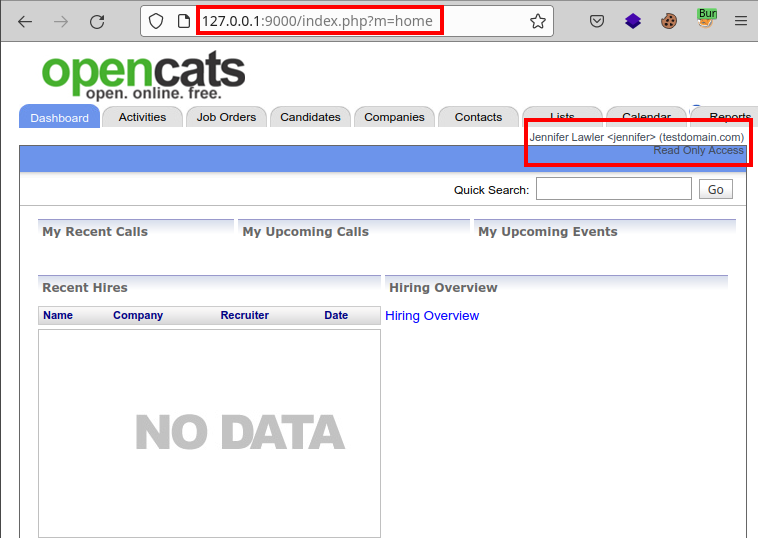 Bur
127.0.0.1:9000/index.php?m=home
opencats
open. online. free.
Dashboard Activities Job Orders Candidates Companies Contacts Lists Calendar Reports
Jennifer Lawler <jennifer> (testdomain.com)
Read Only Access
Quick Search: Go
My Recent Calls My Upcoming Calls My Upcoming Events
Recent Hires Hiring Overview
Name Company Recruiter Date Hiring Overview
NO DATA